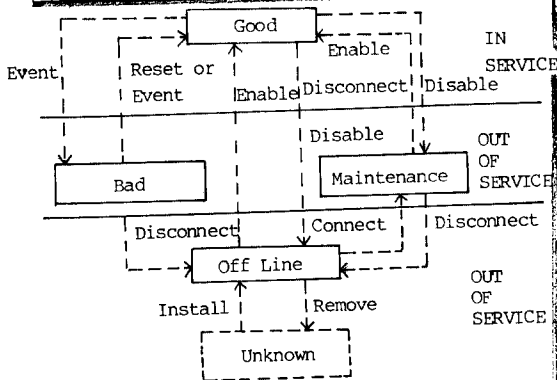 Good
IN
SERVICE
Event
Reset or
Event
Enable
Enable
Disconnect
Disable
Disable
OUT
OF
SERVICE
Bad
Maintenance
Disconnect
Connect
Disconnect
Off Line
OUT
OF
SERVICE
Install
Remove
Unknown